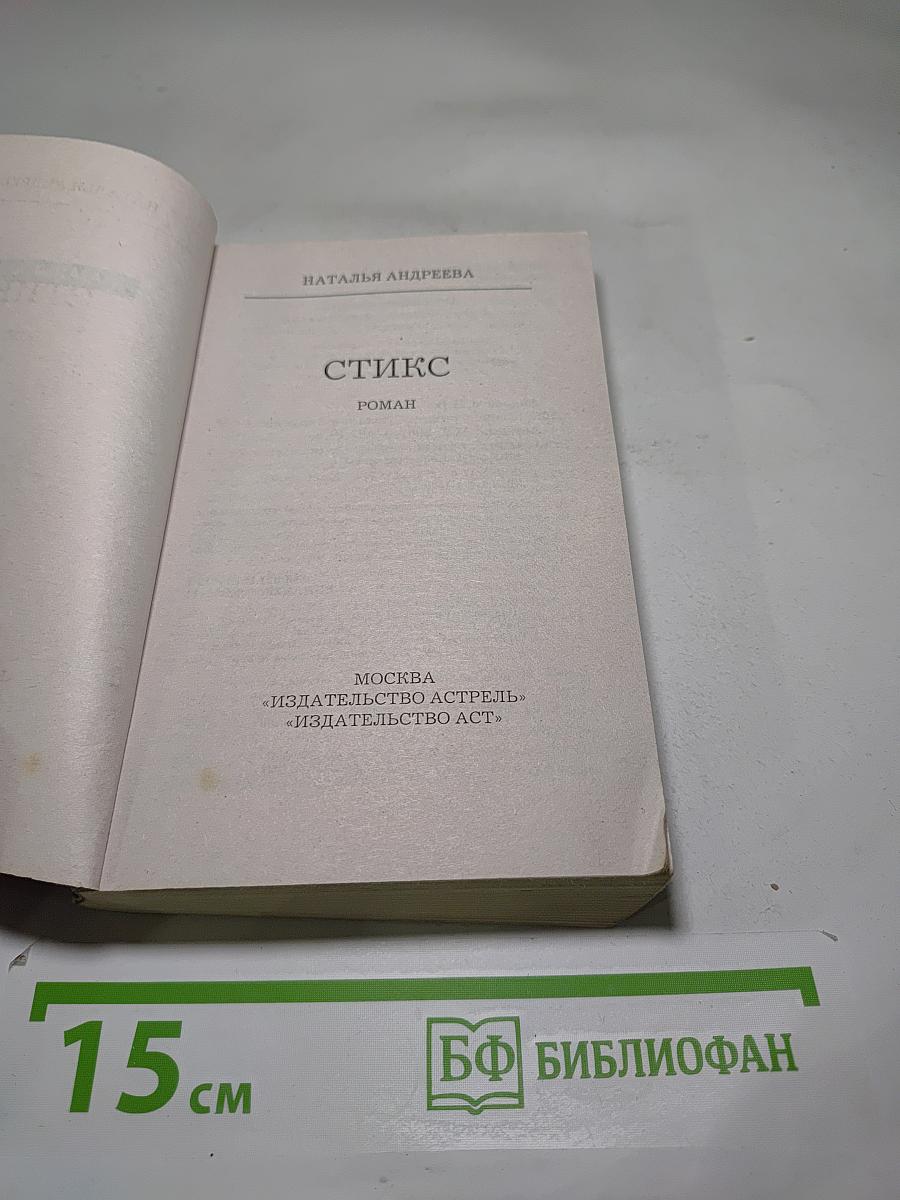 НАТАЛЬЯ АНДРЕЕВА
СТИКС
РОМАН
МОСКВА
«ИЗДАТЕЛЬСТВО АСТРЕЛЬ»
«ИЗДАТЕЛЬСТВО АСТ»
15 см
БФ БИБЛИОФАН